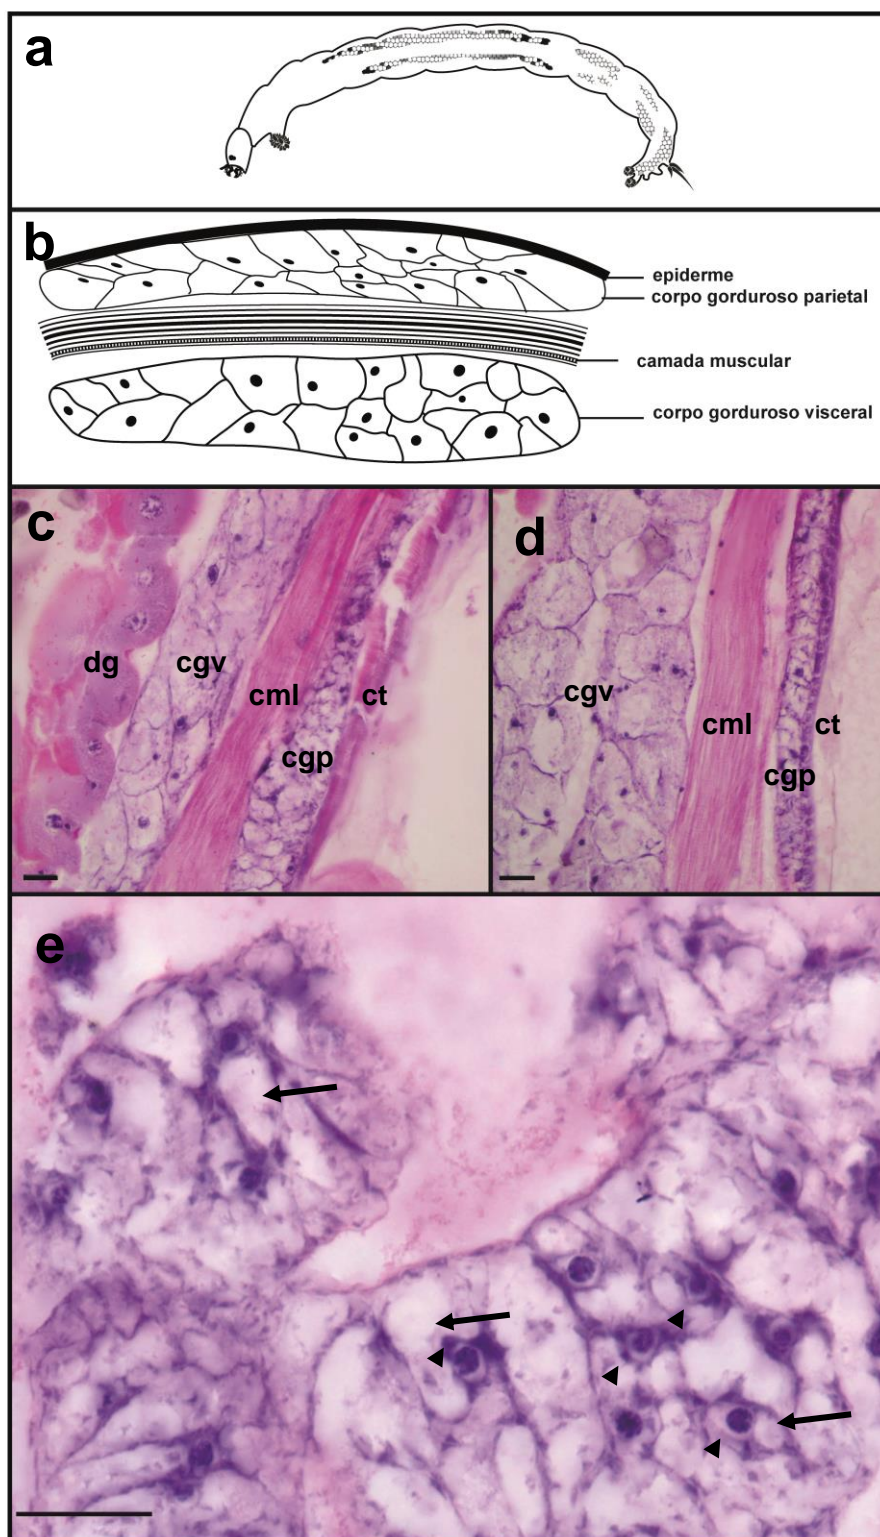 a
b
epiderme
corpo gorduroso parietal
camada muscular
corpo gorduroso visceral
c
dg
cgv
cml
cgp
ct
d
cgv
cml
cgp
ct
e